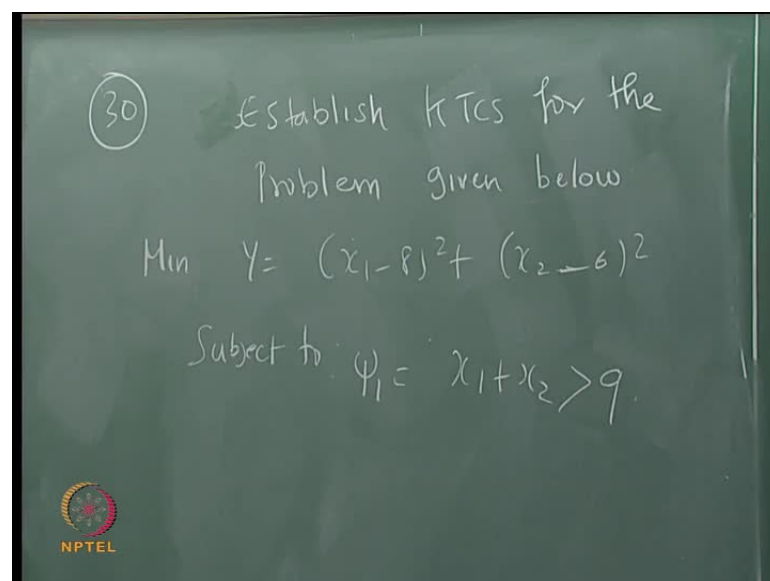 30 Establish KTCs for the
Problem given below
Min Y = (x₁ - 8)² + (x₂ - 6)²
Subject to: ψ₁ = x₁ + x₂ > 9.
NPTEL